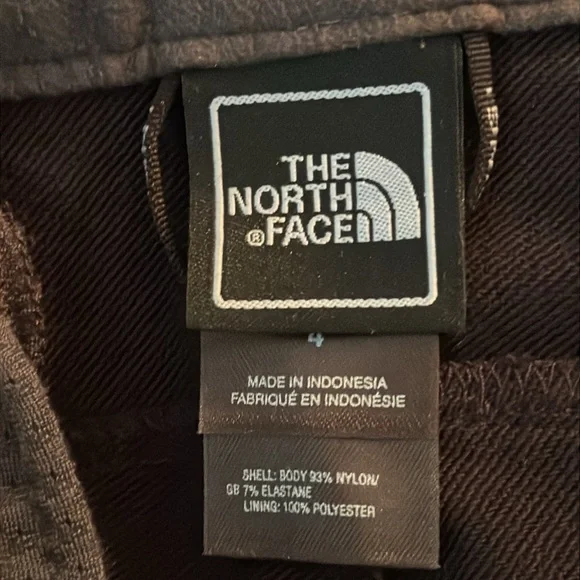 THE
NORTH
®FACE
4
MADE IN INDONESIA
FABRIQUÉ EN INDONÉSIE
SHELL: BODY 93% NYLON/
GB 7% ELASTANE
LINING: 100% POLYESTER